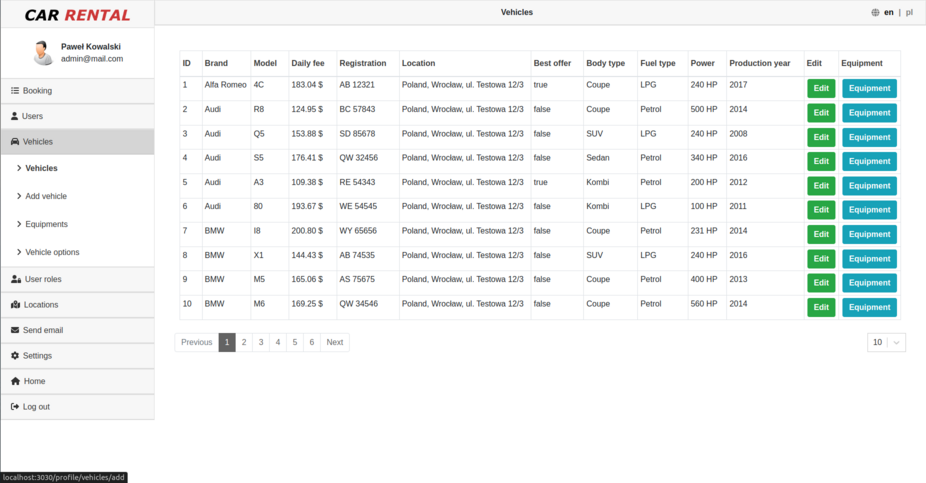 CAR RENTAL
Vehicles
en | pl
Paweł Kowalski
admin@mail.com
Booking
Users
Vehicles
Vehicles
Add vehicle
Equipments
Vehicle options
User roles
Locations
Send email
Settings
Home
Log out
ID Brand Model Daily fee Registration Location Best offer Body type Fuel type Power Production year Edit Equipment
1 Alfa Romeo 4C 183.04 $ AB 12321 Poland, Wrocław, ul. Testowa 12/3 true Coupe LPG 240 HP 2017 Edit Equipment
2 Audi R8 124.95 $ BC 57843 Poland, Wrocław, ul. Testowa 12/3 false Coupe Petrol 500 HP 2014 Edit Equipment
3 Audi Q5 153.88 $ SD 85678 Poland, Wrocław, ul. Testowa 12/3 false SUV LPG 240 HP 2008 Edit Equipment
4 Audi S5 176.41 $ QW 32456 Poland, Wrocław, ul. Testowa 12/3 false Sedan Petrol 340 HP 2016 Edit Equipment
5 Audi A3 109.38 $ RE 54343 Poland, Wrocław, ul. Testowa 12/3 true Kombi Petrol 200 HP 2012 Edit Equipment
6 Audi 80 193.67 $ WE 54545 Poland, Wrocław, ul. Testowa 12/3 false Kombi LPG 100 HP 2011 Edit Equipment
7 BMW I8 200.80 $ WY 65656 Poland, Wrocław, ul. Testowa 12/3 false Coupe Petrol 231 HP 2014 Edit Equipment
8 BMW X1 144.43 $ AB 74535 Poland, Wrocław, ul. Testowa 12/3 false SUV LPG 240 HP 2016 Edit Equipment
9 BMW M5 165.06 $ AS 75675 Poland, Wrocław, ul. Testowa 12/3 false Coupe Petrol 400 HP 2013 Edit Equipment
10 BMW M6 169.25 $ QW 34546 Poland, Wrocław, ul. Testowa 12/3 false Coupe Petrol 560 HP 2014 Edit Equipment
Previous 1 2 3 4 5 6 Next
10
localhost:3030/profile/vehicles/add